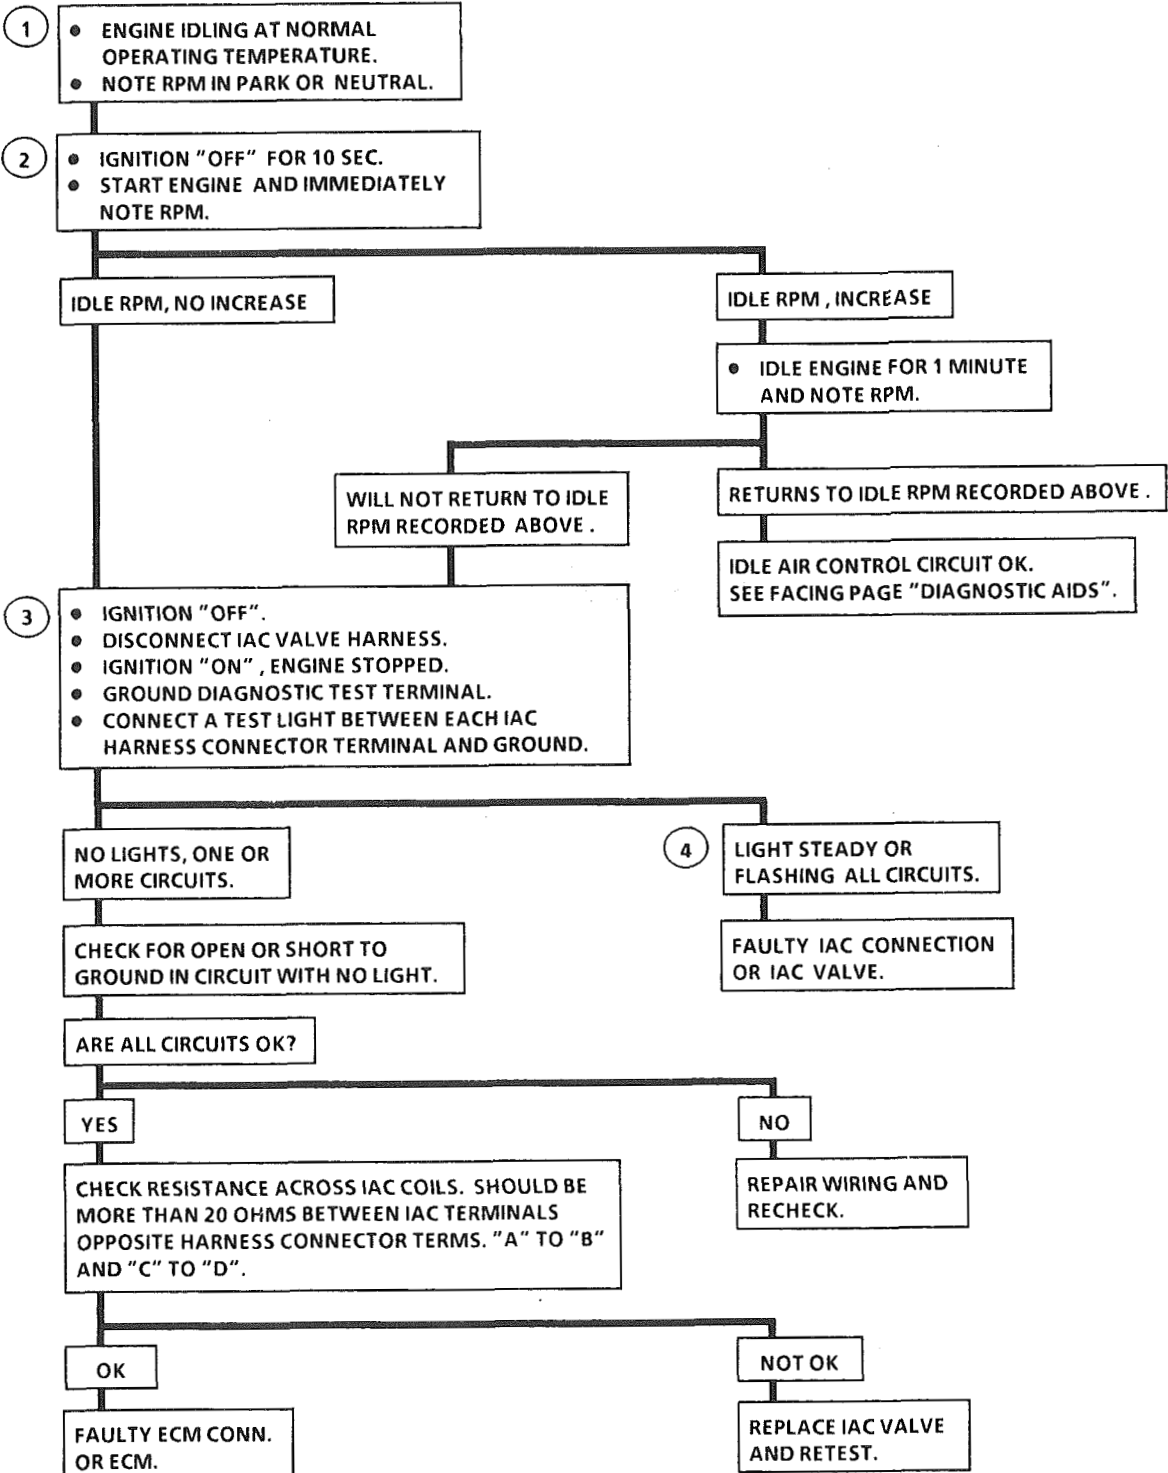 1
• ENGINE IDLING AT NORMAL
OPERATING TEMPERATURE.
• NOTE RPM IN PARK OR NEUTRAL.
2
• IGNITION "OFF" FOR 10 SEC.
• START ENGINE AND IMMEDIATELY
NOTE RPM.
IDLE RPM, NO INCREASE
IDLE RPM , INCREASE
• IDLE ENGINE FOR 1 MINUTE
AND NOTE RPM.
WILL NOT RETURN TO IDLE
RPM RECORDED ABOVE .
RETURNS TO IDLE RPM RECORDED ABOVE .
IDLE AIR CONTROL CIRCUIT OK.
SEE FACING PAGE "DIAGNOSTIC AIDS".
3
• IGNITION "OFF".
• DISCONNECT IAC VALVE HARNESS.
• IGNITION "ON" , ENGINE STOPPED.
• GROUND DIAGNOSTIC TEST TERMINAL.
• CONNECT A TEST LIGHT BETWEEN EACH IAC
HARNESS CONNECTOR TERMINAL AND GROUND.
NO LIGHTS, ONE OR
MORE CIRCUITS.
4
LIGHT STEADY OR
FLASHING ALL CIRCUITS.
CHECK FOR OPEN OR SHORT TO
GROUND IN CIRCUIT WITH NO LIGHT.
FAULTY IAC CONNECTION
OR IAC VALVE.
ARE ALL CIRCUITS OK?
YES
NO
CHECK RESISTANCE ACROSS IAC COILS. SHOULD BE
MORE THAN 20 OHMS BETWEEN IAC TERMINALS
OPPOSITE HARNESS CONNECTOR TERMS. "A" TO "B"
AND "C" TO "D".
REPAIR WIRING AND
RECHECK.
OK
NOT OK
FAULTY ECM CONN.
OR ECM.
REPLACE IAC VALVE
AND RETEST.